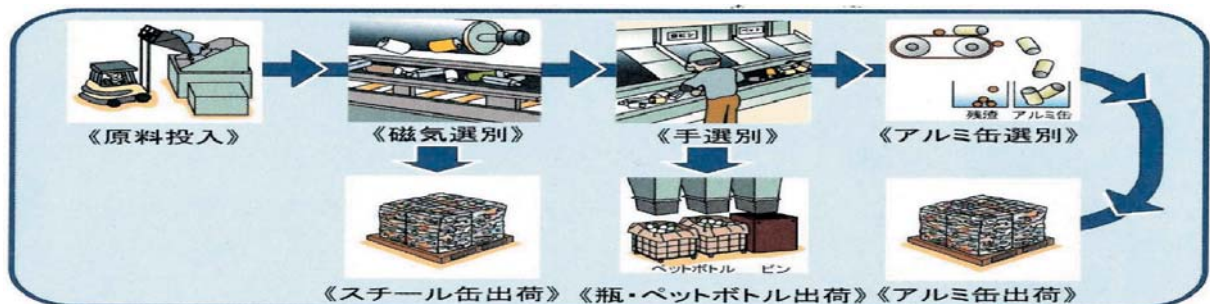 残渣 アルミ缶
《原料投入》 《磁気選別》 《手選別》 《アルミ缶選別》
ペットボトル ビン
《スチール缶出荷》 《瓶・ペットボトル出荷》 《アルミ缶出荷》